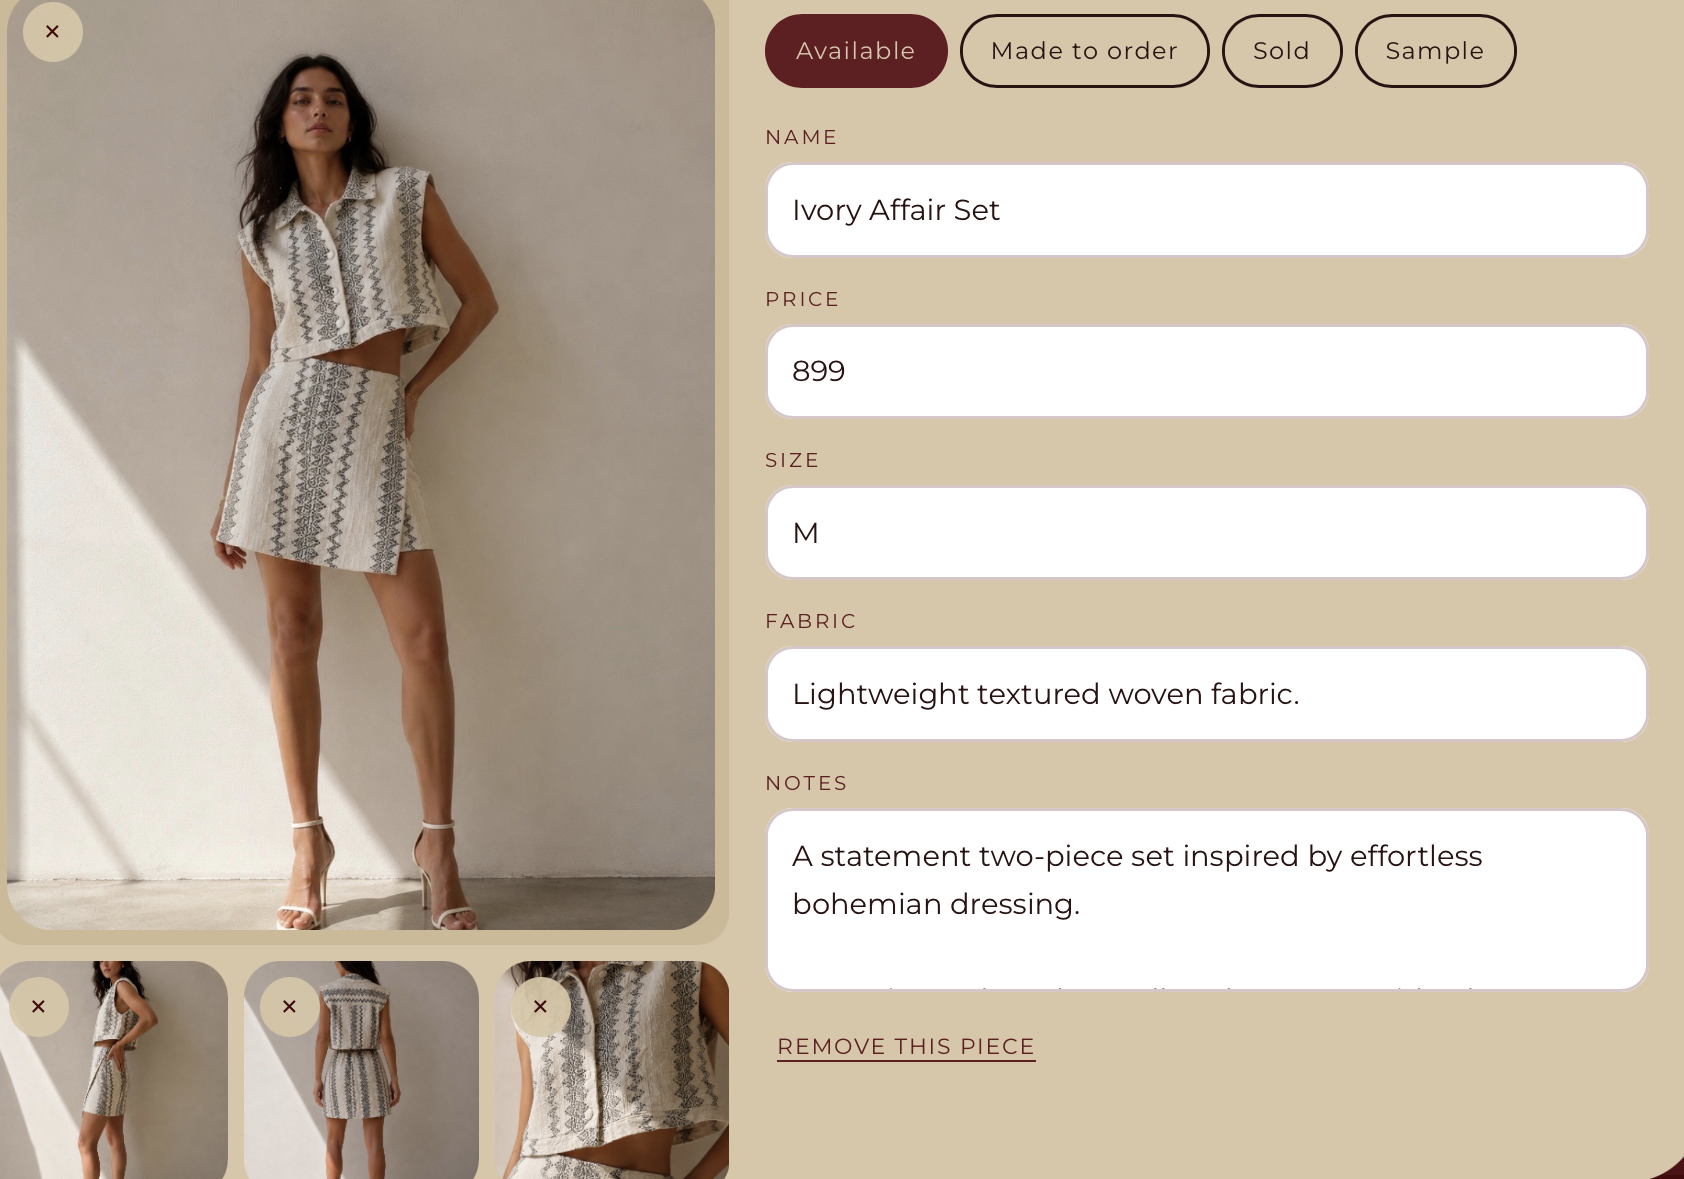 Available
Made to order
Sold
Sample
NAME
Ivory Affair Set
PRICE
899
SIZE
M
FABRIC
Lightweight textured woven fabric.
NOTES
A statement two-piece set inspired by effortless
bohemian dressing.
REMOVE THIS PIECE